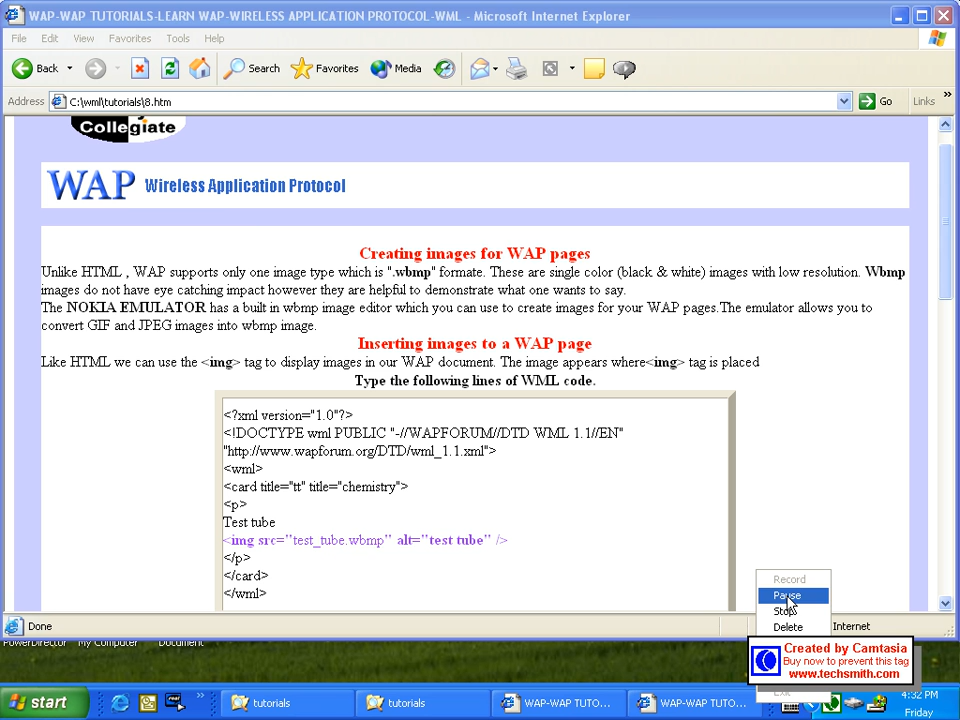 WAP-WAP TUTORIALS-LEARN WAP-WIRELESS APPLICATION PROTOCOL-WML - Microsoft Internet Explorer
File Edit View Favorites Tools Help
Back Search Favorites Media
Address C:\wml\tutorials\8.htm Go Links »
Collegiate
WAP Wireless Application Protocol
Creating images for WAP pages
Unlike HTML , WAP supports only one image type which is ".wbmp" formate. These are single color (black & white) images with low resolution. Wbmp
images do not have eye catching impact however they are helpful to demonstrate what one wants to say.
The NOKIA EMULATOR has a built in wbmp image editor which you can use to create images for your WAP pages.The emulator allows you to
convert GIF and JPEG images into wbmp image.
Inserting images to a WAP page
Like HTML we can use the <img> tag to display images in our WAP document. The image appears where<img> tag is placed
Type the following lines of WML code.
<?xml version="1.0"?>
<!DOCTYPE wml PUBLIC "-//WAPFORUM//DTD WML 1.1//EN"
"http://www.wapforum.org/DTD/wml_1.1.xml">
<wml>
<card title="tt" title="chemistry">
<p>
Test tube
<img src="test_tube.wbmp" alt="test tube" />
</p>
</card>
</wml>
Record
Pause
Stop
Delete
Done Internet
PowerDirector My Computer Document
Created by Camtasia
Buy now to prevent this tag
www.techsmith.com
start » tutorials tutorials WAP-WAP TUTO... WAP-WAP TUTO... 4:32 PM
Friday